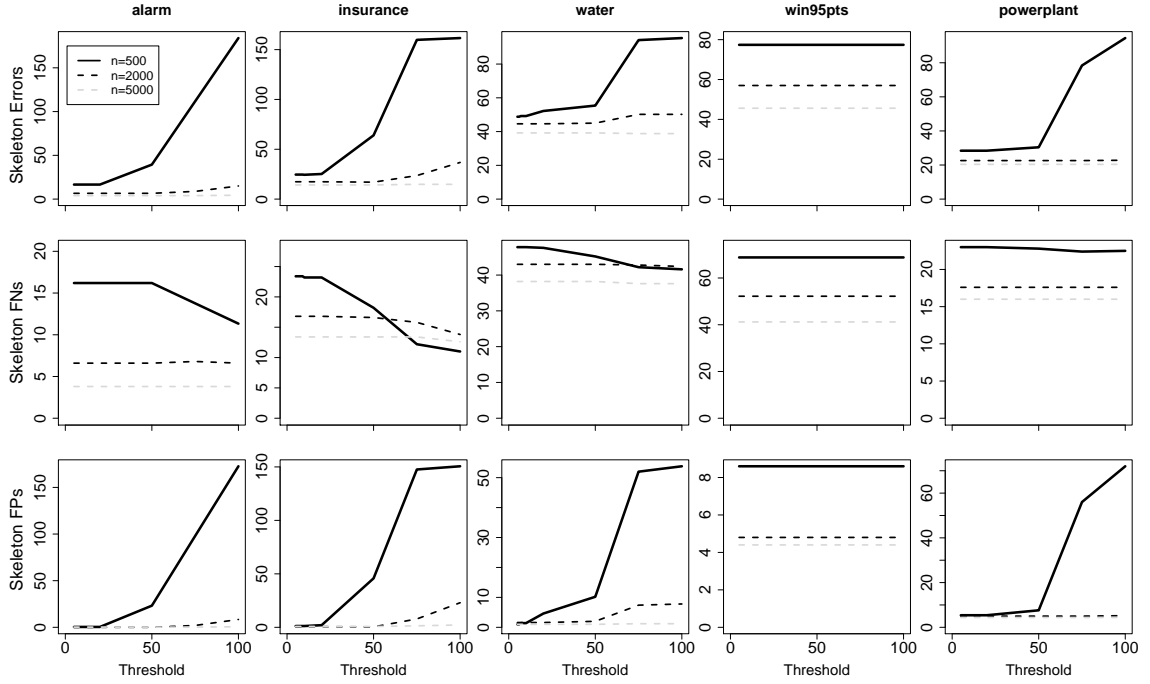 alarm insurance water win95pts powerplant
Skeleton Errors
0 50 100 150
n=500
n=2000
n=5000
0 50 100 150
0 20 40 60 80
0 20 40 60 80
0 20 40 60 80
Skeleton FNs
0 5 10 15 20
0 5 10 20
0 10 20 30 40
0 20 40 60
0 5 10 15 20
Skeleton FPs
0 50 100 150
0 50 100 150
0 10 20 30 50
0 2 4 6 8
0 10 20 40 60
0 50 100
0 50 100
0 50 100
0 50 100
0 50 100
Threshold Threshold Threshold Threshold Threshold